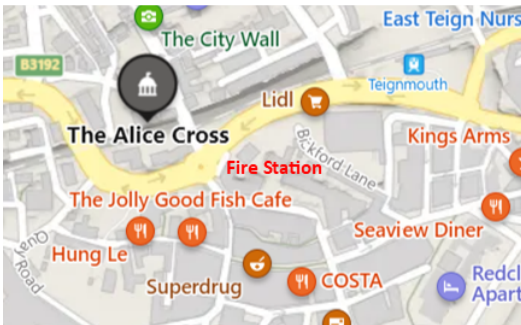 The City Wall
East Teign Nurs
B3192
Teignmouth
Lidl
The Alice Cross
Kings Arms
Bickford Lane
Fire Station
The Jolly Good Fish Cafe
Seaview Diner
Hung Le
Quay Road
Superdrug
COSTA
Redcl
Apart